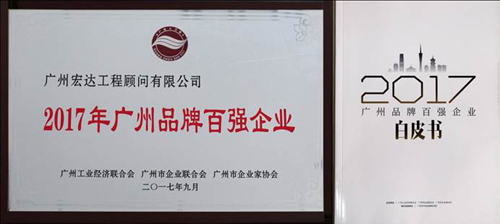 广州宏达工程顾问有限公司
2017年广州品牌百强企业
广州工业经济联合会 广州市企业联合会 广州市企业家协会
二〇一七年九月
2017
广州品牌百强企业
白皮书